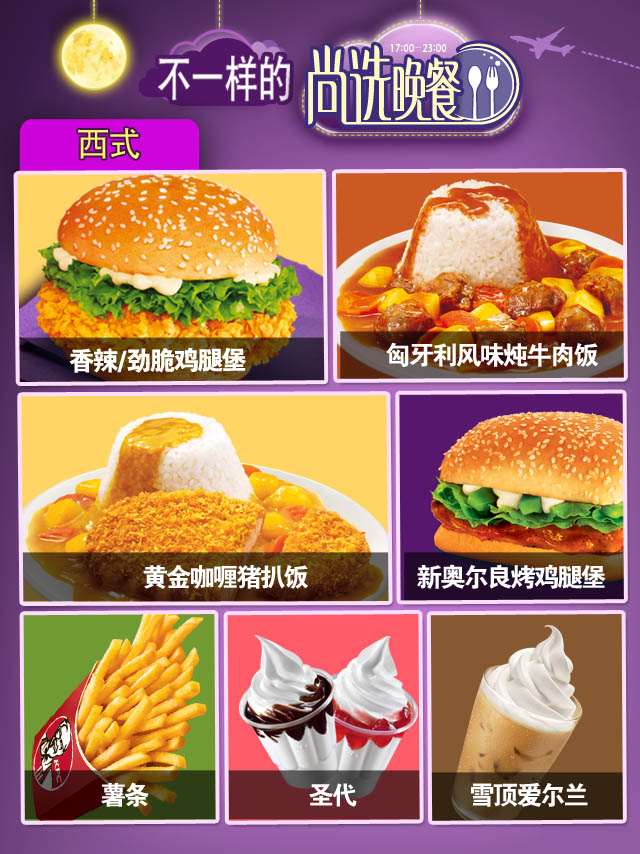 17:00-23:00
不一样的
尚选晚餐
西式
香辣/劲脆鸡腿堡
匈牙利风味炖牛肉饭
黄金咖喱猪扒饭
新奥尔良烤鸡腿堡
薯条
圣代
雪顶爱尔兰